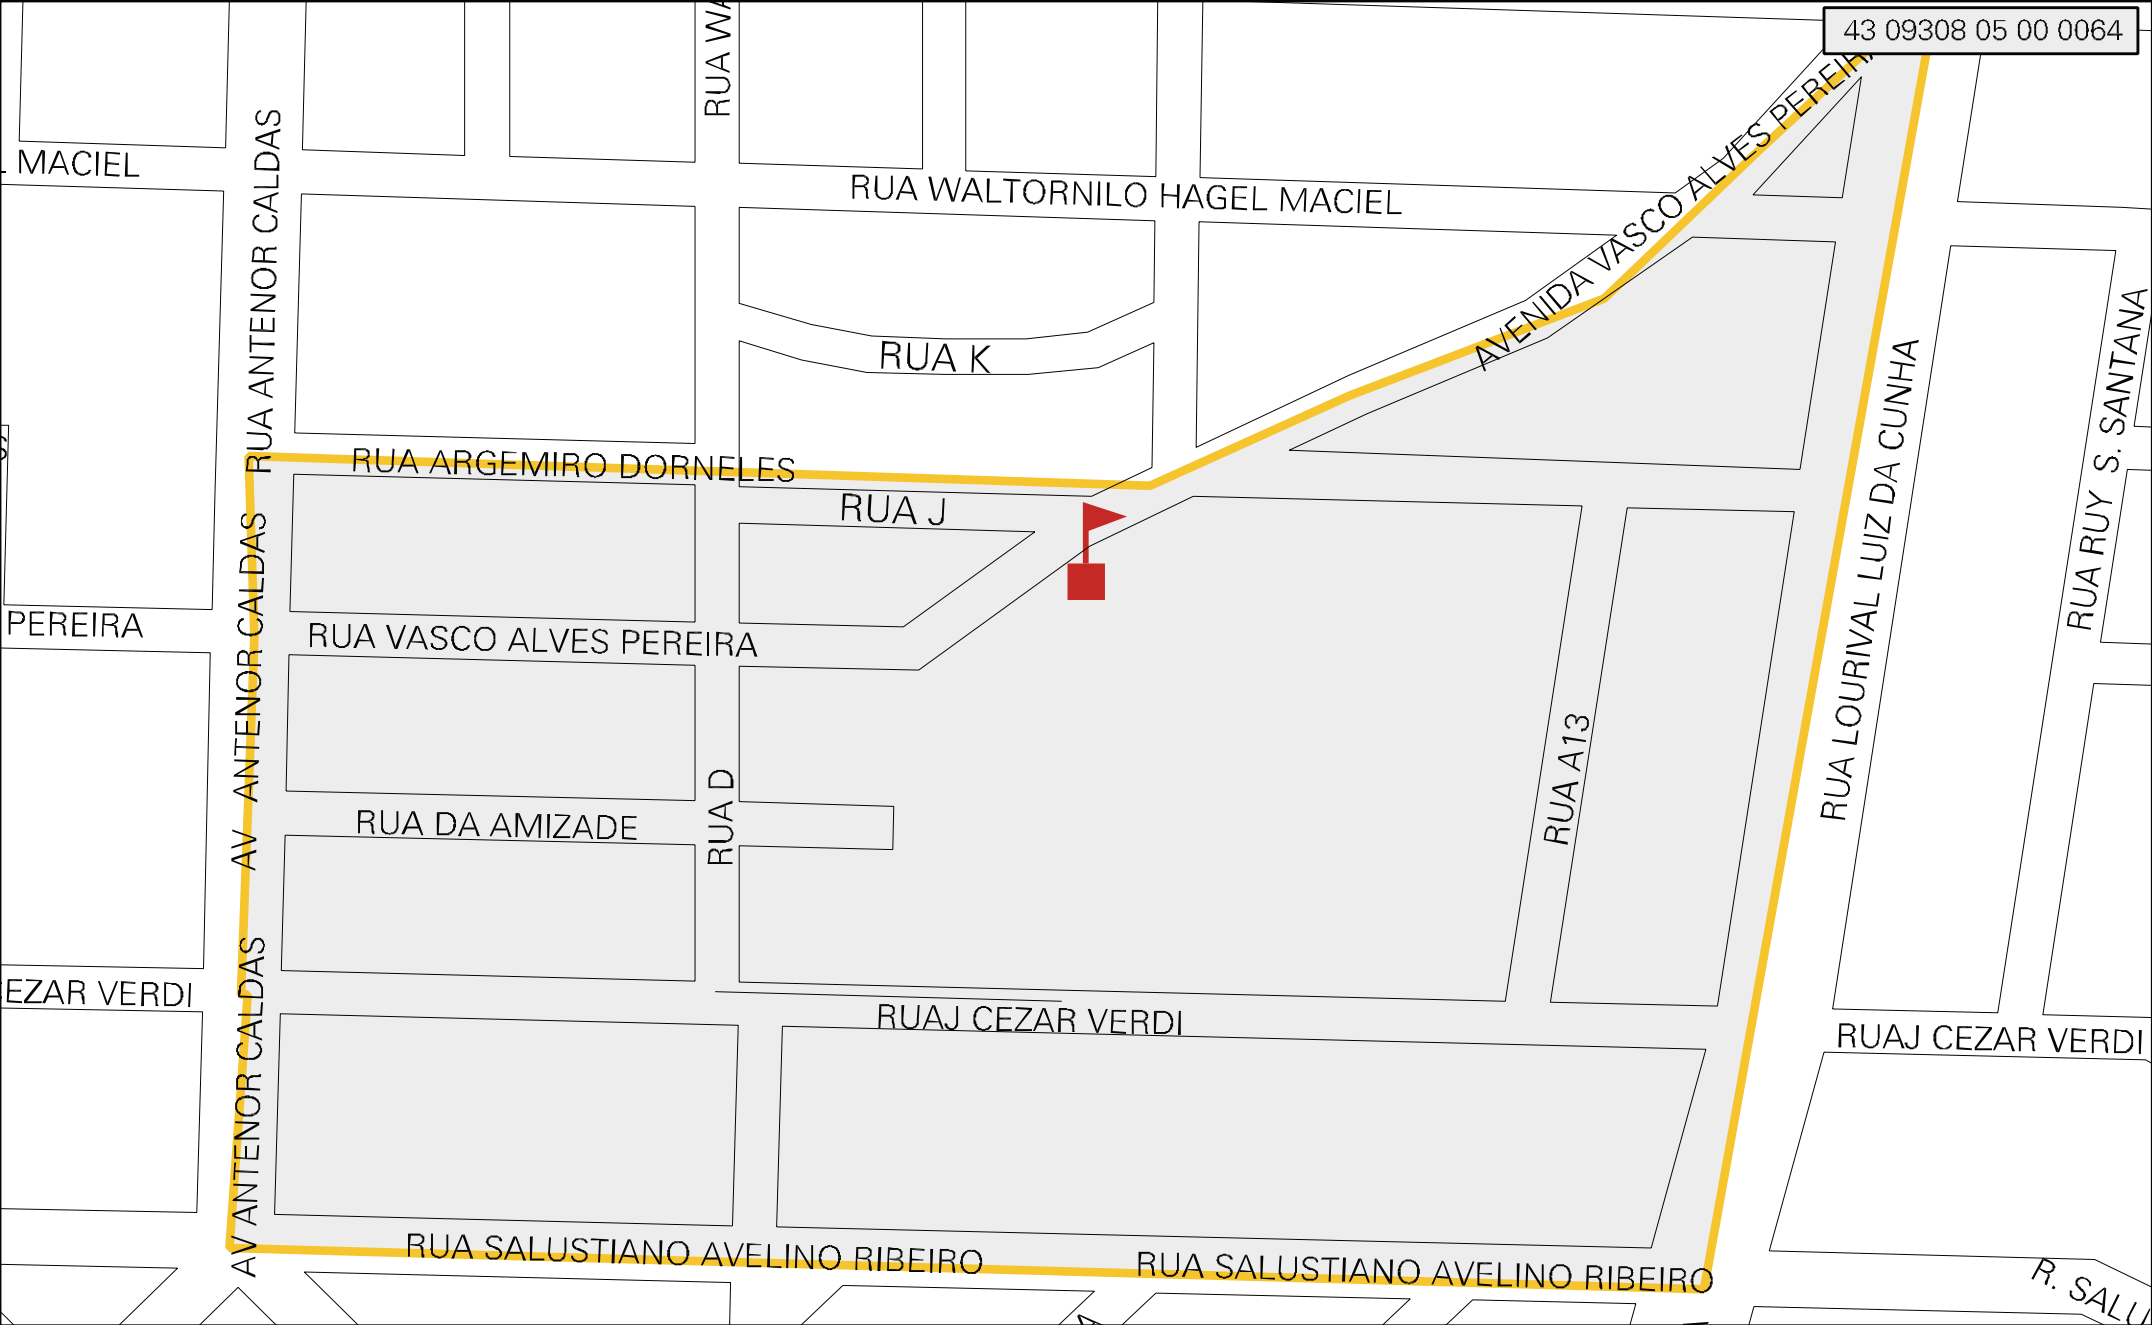 43 09308 05 00 0064
RUA WA
MACIEL
RUA ANTENOR CALDAS
RUA WALTORNILO HAGEL MACIEL
AVENIDA VASCO ALVES PEREIRA
RUA K
RUA ARGEMIRO DORNELES
RUA J
RUA LOURIVAL LUIZ DA CUNHA
RUA RUY S. SANTANA
PEREIRA
RUA VASCO ALVES PEREIRA
AV ANTENOR CALDAS
RUA DA AMIZADE
RUA D
RUA A13
EZAR VERDI
RUAJ CEZAR VERDI
RUAJ CEZAR VERDI
AV ANTENOR CALDAS
RUA SALUSTIANO AVELINO RIBEIRO
RUA SALUSTIANO AVELINO RIBEIRO
R. SALU